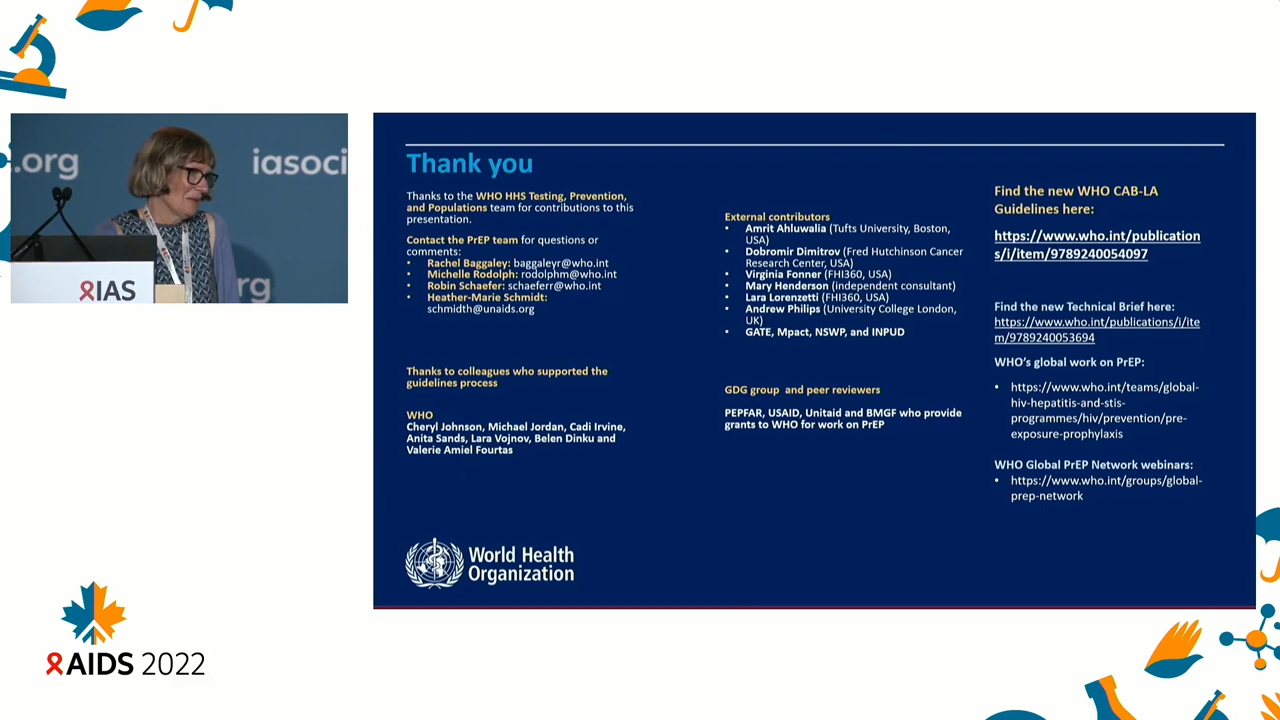 .org
iasoci
rg
IAS
Thank you
Thanks to the WHO HHS Testing, Prevention,
and Populations team for contributions to this
presentation.
Contact the PrEP team for questions or
comments:
• Rachel Baggaley: baggaleyr@who.int
• Michelle Rodolph: rodolphm@who.int
• Robin Schaefer: schaeferr@who.int
• Heather-Marie Schmidt:
schmidth@unaids.org
Thanks to colleagues who supported the
guidelines process
WHO
Cheryl Johnson, Michael Jordan, Cadi Irvine,
Anita Sands, Lara Vojnov, Belen Dinku and
Valerie Amiel Fourtas
World Health
Organization
External contributors
• Amrit Ahluwalia (Tufts University, Boston,
USA)
• Dobromir Dimitrov (Fred Hutchinson Cancer
Research Center, USA)
• Virginia Fonner (FHI360, USA)
• Mary Henderson (independent consultant)
• Lara Lorenzetti (FHI360, USA)
• Andrew Philips (University College London,
UK)
• GATE, Mpact, NSWP, and INPUD
GDG group and peer reviewers
PEPFAR, USAID, Unitaid and BMGF who provide
grants to WHO for work on PrEP
Find the new WHO CAB-LA
Guidelines here:
https://www.who.int/publication
s/i/item/9789240054097
Find the new Technical Brief here:
https://www.who.int/publications/i/ite
m/9789240053694
WHO's global work on PrEP:
• https://www.who.int/teams/global-
hiv-hepatitis-and-stis-
programmes/hiv/prevention/pre-
exposure-prophylaxis
WHO Global PrEP Network webinars:
• https://www.who.int/groups/global-
prep-network
AIDS 2022